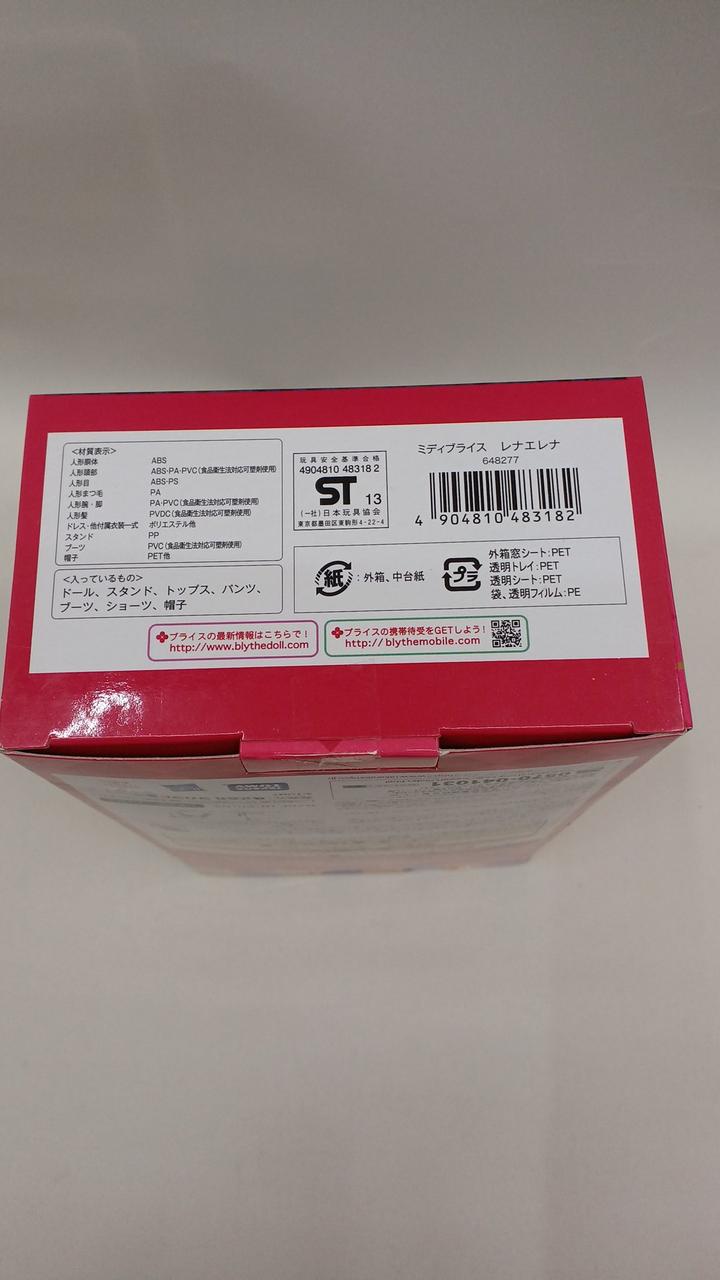 <材質表示>
人形胴体 ABS
人形頭部 ABS・PA・PVC(食品衛生法対応可塑剤使用)
人形目 ABS・PS
人形まつ毛 PA
人形腕・脚 PA・PVC(食品衛生法対応可塑剤使用)
人形髪 PVDC(食品衛生法対応可塑剤使用)
ドレス・他付属衣装一式 ポリエステル他
スタンド PP
ブーツ PVC(食品衛生法対応可塑剤使用)
帽子 PET他
<入っているもの>
ドール、スタンド、トップス、パンツ、
ブーツ、ショーツ、帽子
玩具安全基準合格
4904810 48318 2
ST 13
(一社)日本玩具協会
東京都墨田区東駒形4-22-4
ミディブライス レナエレナ
648277
4 904810 483182
紙:外箱、中台紙
プラ
外箱窓シート:PET
透明トレイ:PET
透明シート:PET
袋、透明フィルム:PE
ブライスの最新情報はこちらで!
http://www.blythedoll.com
ブライスの携帯待受をGETしよう!
http://blythemobile.com
0570-041031